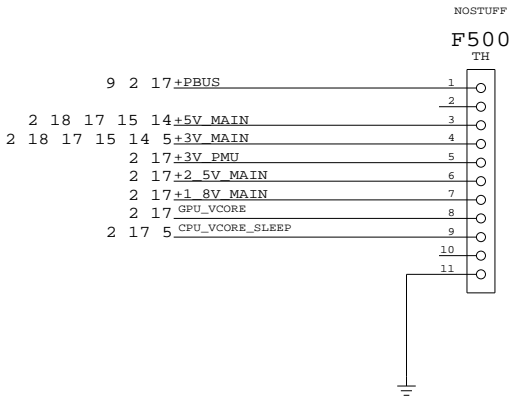 NOSTUFF
F500
TH
9 2 17 +PBUS 1
2
2 18 17 15 14 +5V_MAIN 3
2 18 17 15 14 5 +3V_MAIN 4
2 17 +3V_PMU 5
2 17 +2_5V_MAIN 6
2 17 +1_8V_MAIN 7
2 17 GPU_VCORE 8
2 17 5 CPU_VCORE_SLEEP 9
10
11